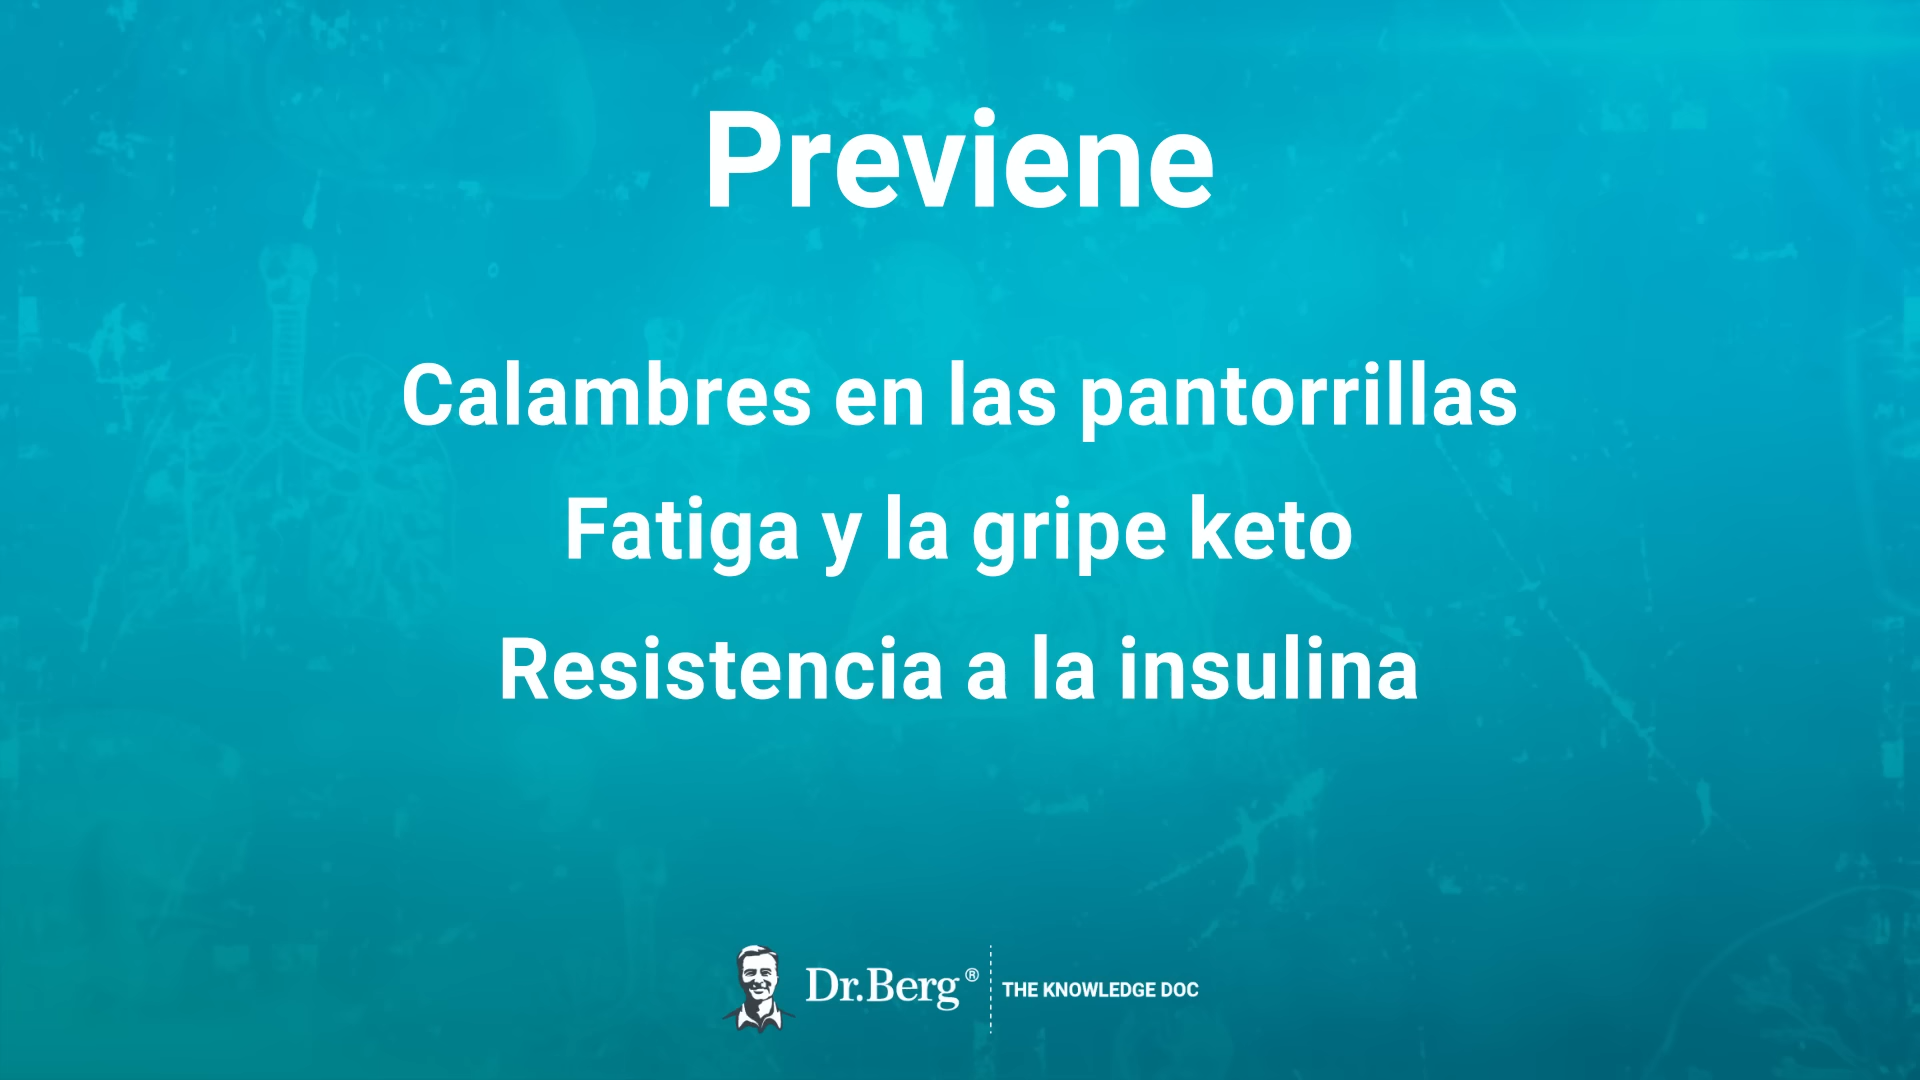 Previene
Calambres en las pantorrillas
Fatiga y la gripe keto
Resistencia a la insulina
Dr.Berg® THE KNOWLEDGE DOC